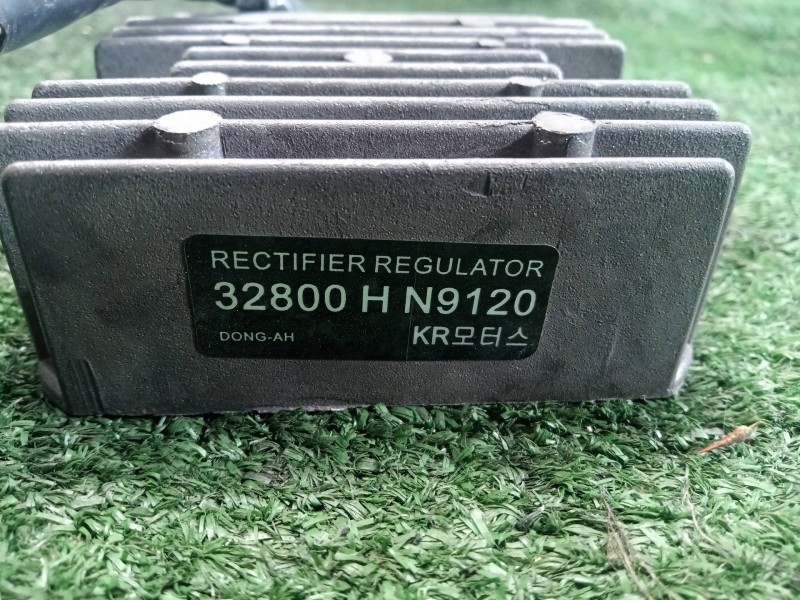 RECTIFIER REGULATOR
32800 H N9120
DONG-AH KR모터스